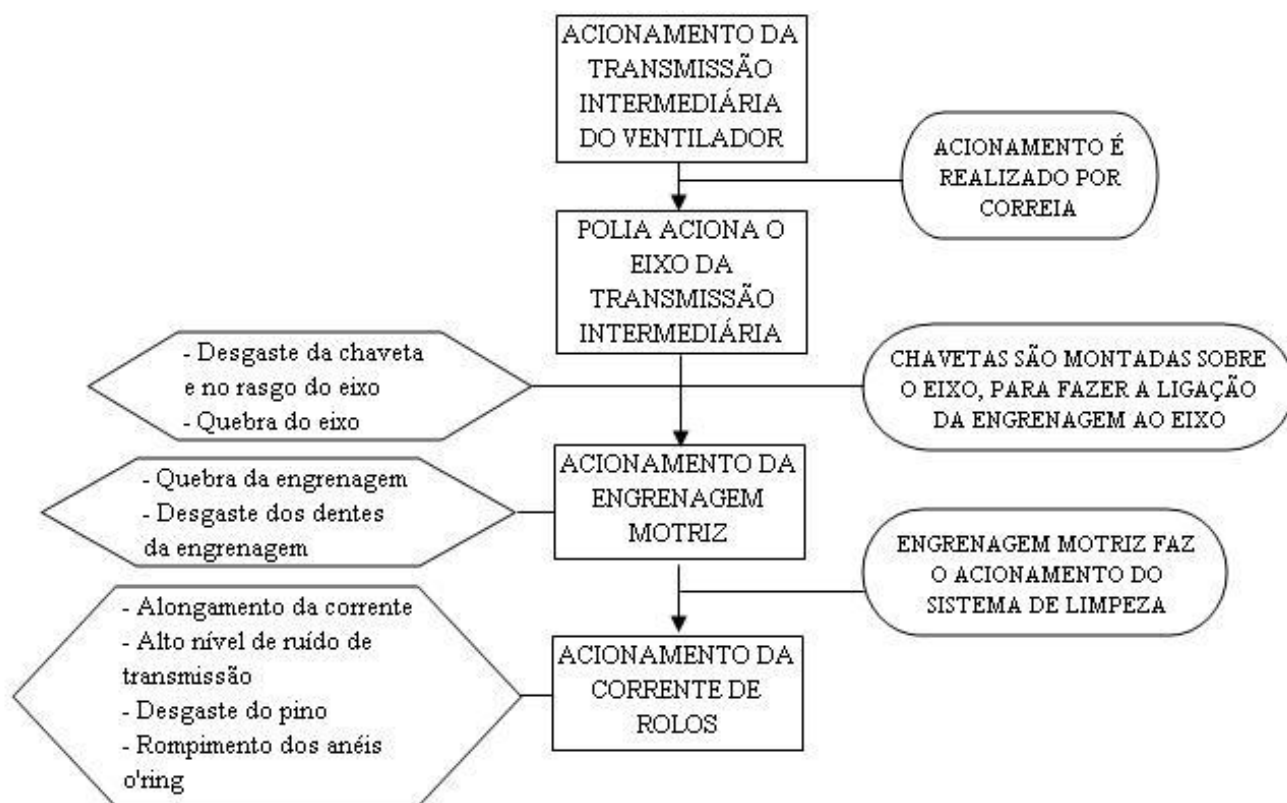 ACIONAMENTO DA
TRANSMISSÃO
INTERMEDIÁRIA
DO VENTILADOR
ACIONAMENTO É
REALIZADO POR
CORREIA
POLIA ACIONA O
EIXO DA
TRANSMISSÃO
INTERMEDIÁRIA
- Desgaste da chaveta
e no rasgo do eixo
- Quebra do eixo
CHAVETAS SÃO MONTADAS SOBRE
O EIXO, PARA FAZER A LIGAÇÃO
DA ENGRENAGEM AO EIXO
- Quebra da engrenagem
- Desgaste dos dentes
da engrenagem
ACIONAMENTO DA
ENGRENAGEM
MOTRIZ
ENGRENAGEM MOTRIZ FAZ
O ACIONAMENTO DO
SISTEMA DE LIMPEZA
- Alongamento da corrente
- Alto nível de ruído de
transmissão
- Desgaste do pino
- Rompimento dos anéis
o'ring
ACIONAMENTO DA
CORRENTE DE
ROLOS